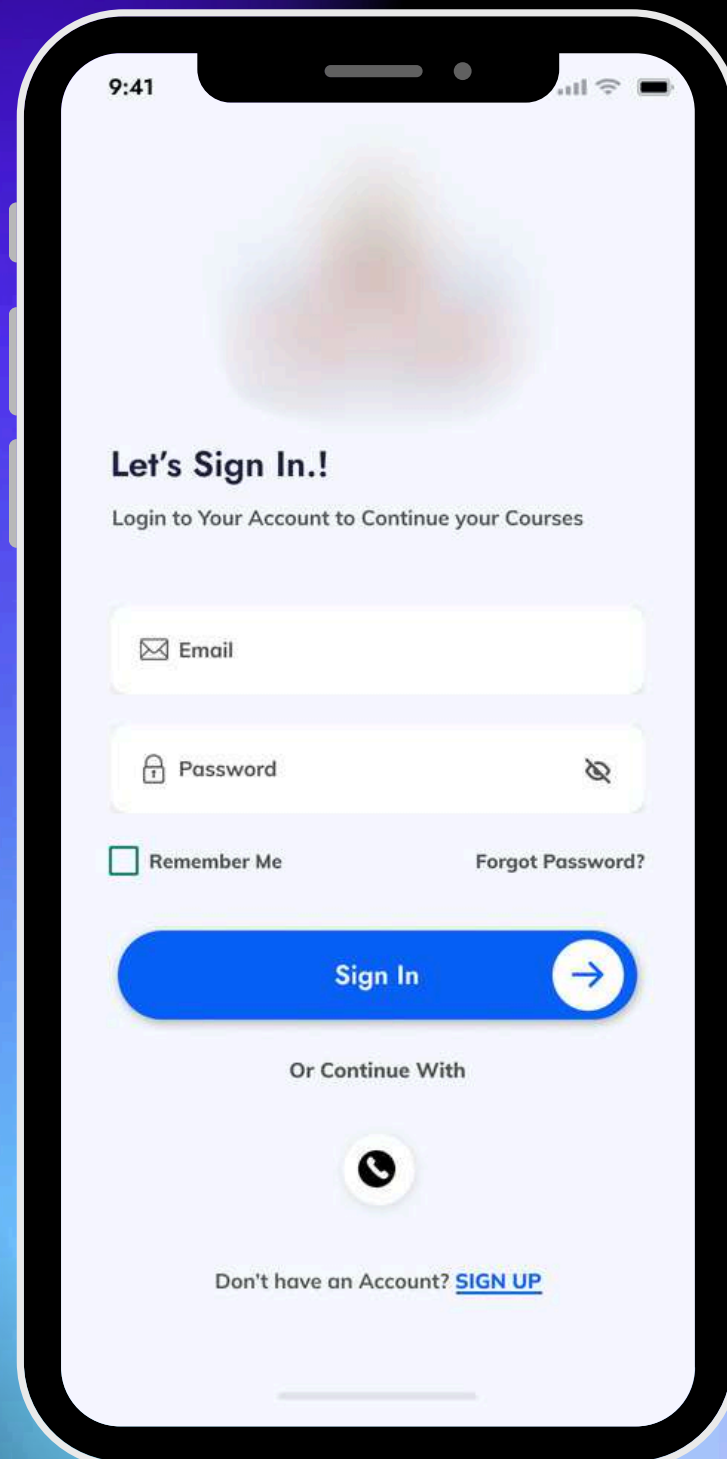 9:41
Let's Sign In.!
Login to Your Account to Continue your Courses
Email
Password
Remember Me Forgot Password?
Sign In
Or Continue With
Don't have an Account? SIGN UP